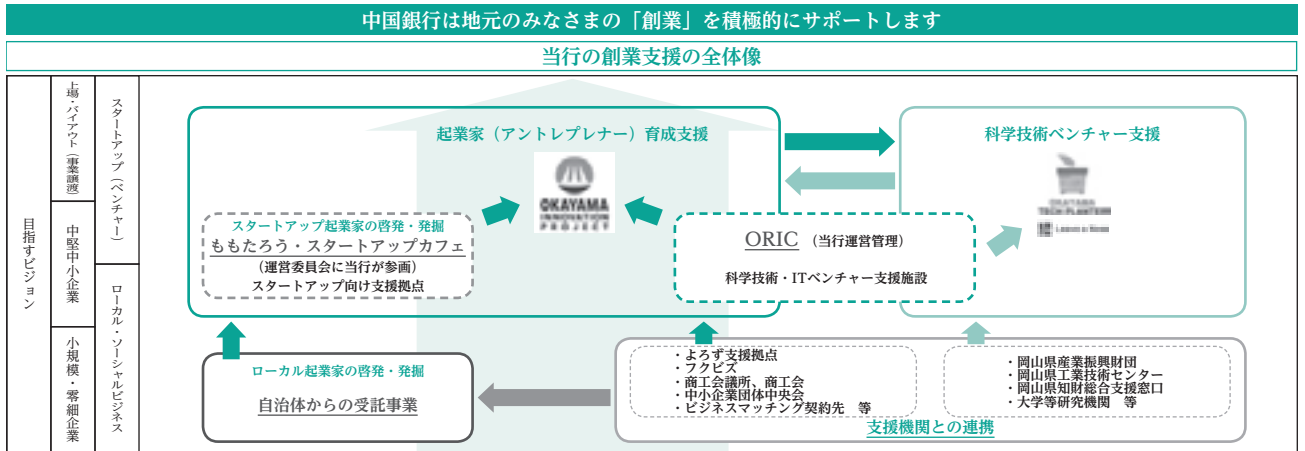 中国銀行は地元のみなさまの「創業」を積極的にサポートします
当行の創業支援の全体像
目指すビジョン
上場・バイアウト（事業譲渡）
中堅中小企業
小規模・零細企業
スタートアップ（ベンチャー）
ローカル・ソーシャルビジネス
起業家（アントレプレナー）育成支援
OKAYAMA
INNOVATION
PROJECT
スタートアップ起業家の啓発・発掘
ももたろう・スタートアップカフェ
（運営委員会に当行が参画）
スタートアップ向け支援拠点
ORIC（当行運営管理）
科学技術・ITベンチャー支援施設
科学技術ベンチャー支援
OKAYAMA
TECH PLANTER
ローカル起業家の啓発・発掘
自治体からの受託事業
・よろず支援拠点
・フクビズ
・商工会議所、商工会
・中小企業団体中央会
・ビジネスマッチング契約先　等
・岡山県産業振興財団
・岡山県工業技術センター
・岡山県知財総合支援窓口
・大学等研究機関　等
支援機関との連携